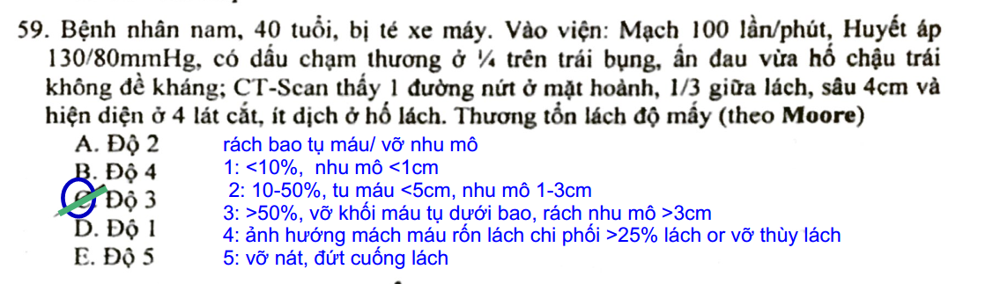 59. Bệnh nhân nam, 40 tuổi, bị té xe máy. Vào viện: Mạch 100 lần/phút, Huyết áp
130/80mmHg, có dấu chạm thương ở ¼ trên trái bụng, ấn đau vừa hố chậu trái
không đề kháng; CT-Scan thấy 1 đường nứt ở mặt hoành, 1/3 giữa lách, sâu 4cm và
hiện diện ở 4 lát cắt, ít dịch ở hố lách. Thương tổn lách độ mấy (theo Moore)
A. Độ 2
rách bao tụ máu/ vỡ nhu mô
B. Độ 4
1: <10%, nhu mô <1cm
2: 10-50%, tu máu <5cm, nhu mô 1-3cm
C. Độ 3
3: >50%, vỡ khối máu tụ dưới bao, rách nhu mô >3cm
D. Độ 1
4: ảnh hướng mách máu rốn lách chi phối >25% lách or vỡ thùy lách
E. Độ 5
5: vỡ nát, đứt cuống lách